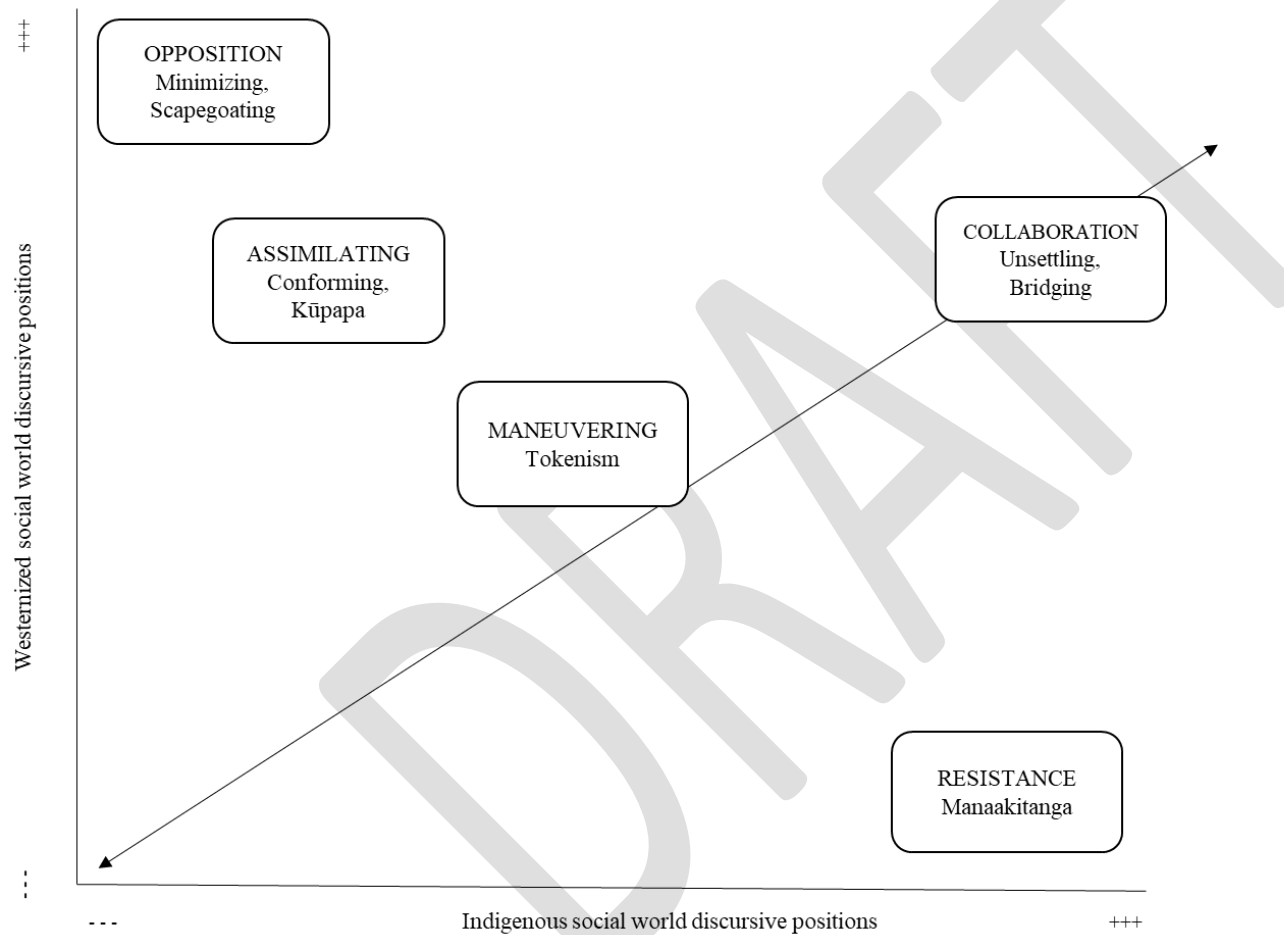 +++
OPPOSITION
Minimizing,
Scapegoating
ASSIMILATING
Conforming,
Kūpapa
COLLABORATION
Unsettling,
Bridging
MANEUVERING
Tokenism
Westernized social world discursive positions
RESISTANCE
Manaakitanga
---
- - -
Indigenous social world discursive positions
+++
DRAFT